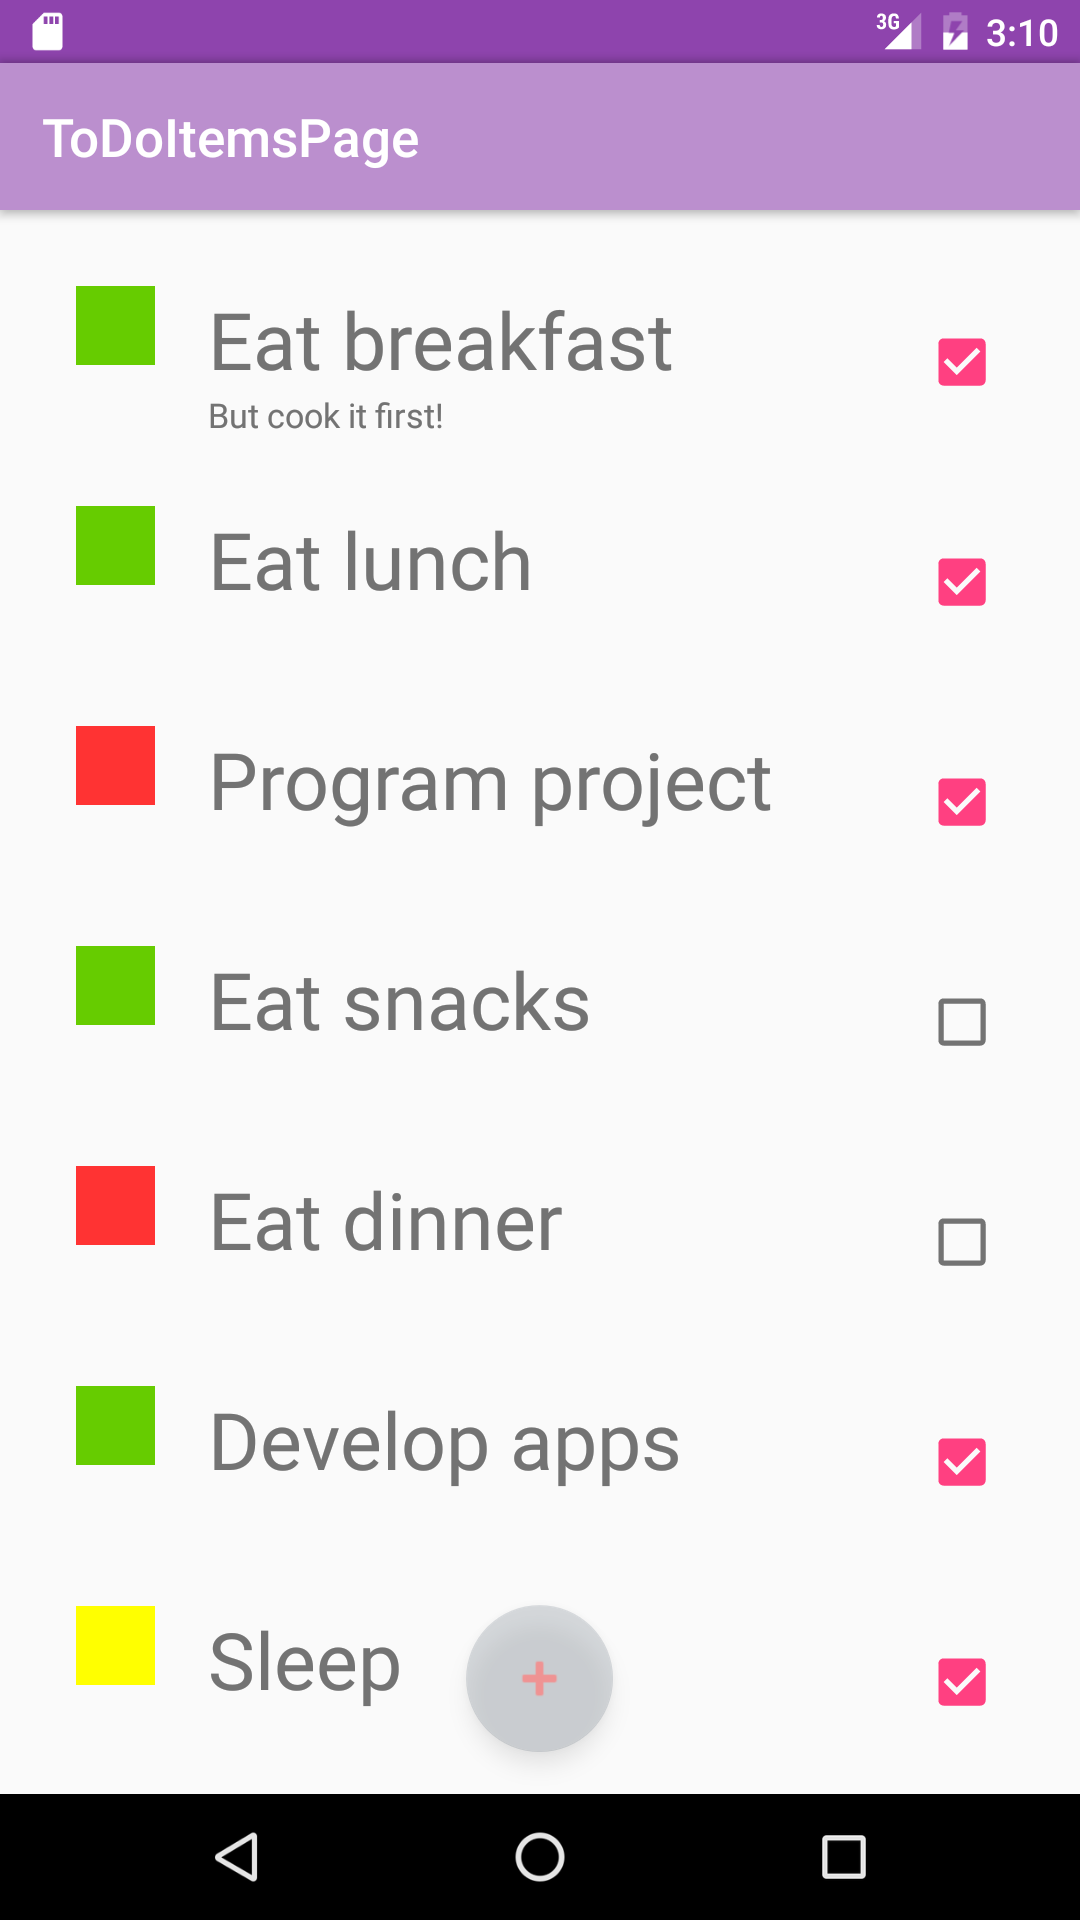 3G 3:10
ToDoItemsPage
Eat breakfast
But cook it first!
Eat lunch
Program project
Eat snacks
Eat dinner
Develop apps
Sleep
+